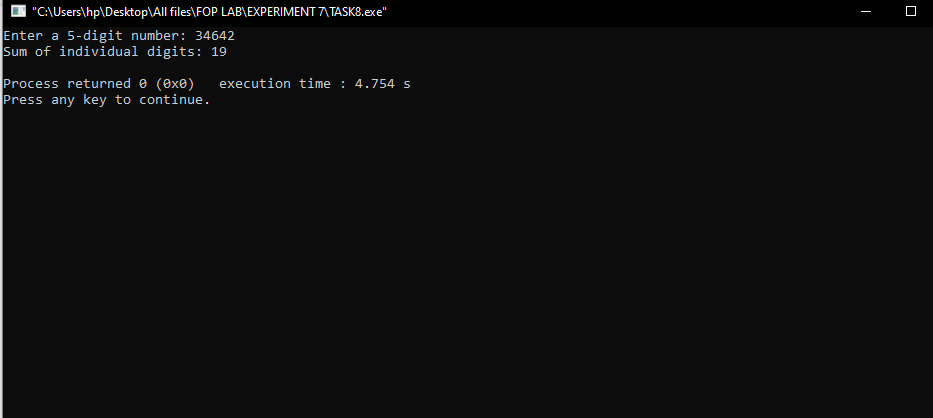 "C:\Users\hp\Desktop\All files\FOP LAB\EXPERIMENT 7\TASK8.exe"
Enter a 5-digit number: 34642
Sum of individual digits: 19
Process returned 0 (0x0)   execution time : 4.754 s
Press any key to continue.